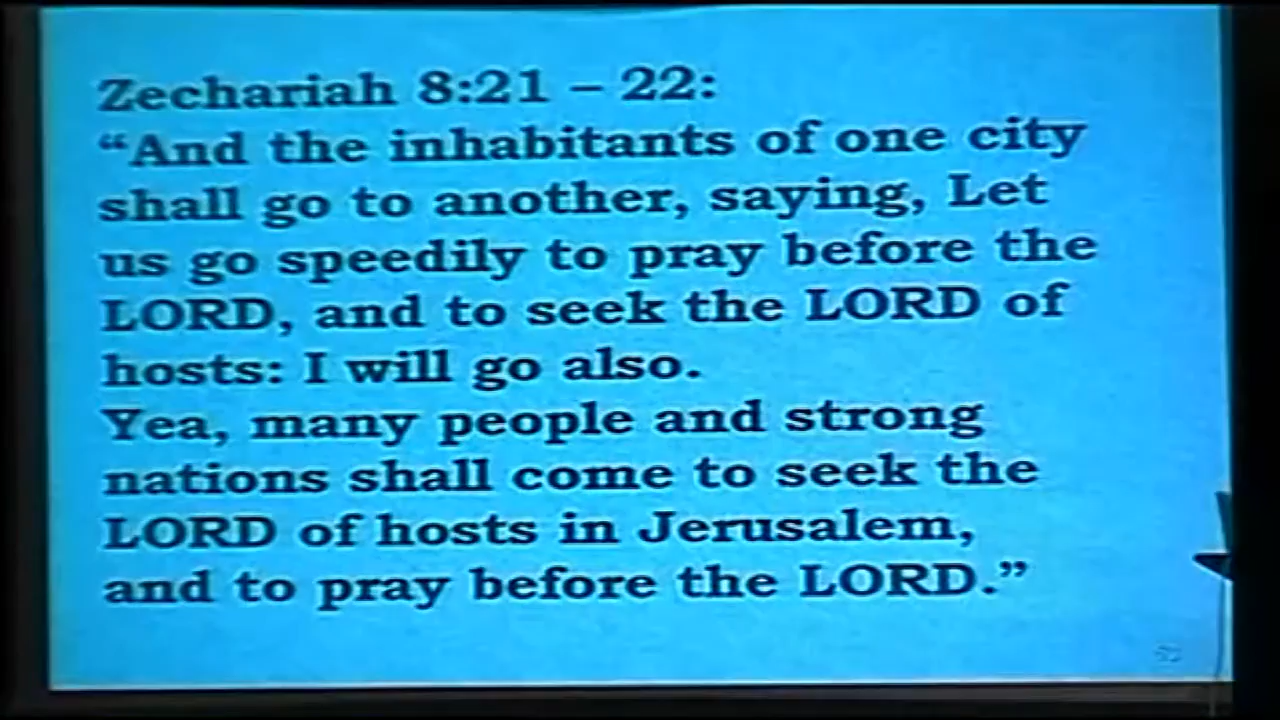 Zechariah 8:21 – 22:
“And the inhabitants of one city
shall go to another, saying, Let
us go speedily to pray before the
LORD, and to seek the LORD of
hosts: I will go also.
Yea, many people and strong
nations shall come to seek the
LORD of hosts in Jerusalem,
and to pray before the LORD.”